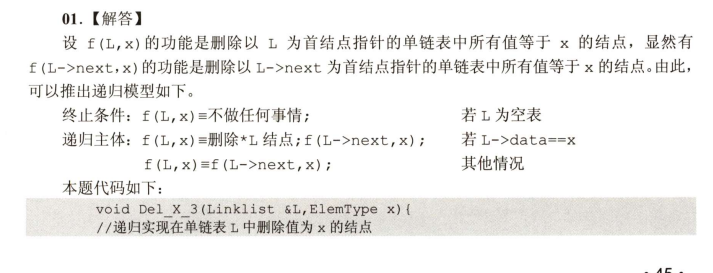 01.【解答】
设 f(L,x)的功能是删除以 L 为首结点指针的单链表中所有值等于 x 的结点，显然有
f(L->next,x)的功能是删除以 L->next 为首结点指针的单链表中所有值等于 x 的结点。由此，
可以推出递归模型如下。
终止条件：f(L,x)≡不做任何事情; 若 L 为空表
递归主体：f(L,x)≡删除*L 结点;f(L->next,x); 若 L->data==x
f(L,x)≡f(L->next,x); 其他情况
本题代码如下：
void Del_X_3(Linklist &L,ElemType x){
//递归实现在单链表 L 中删除值为 x 的结点